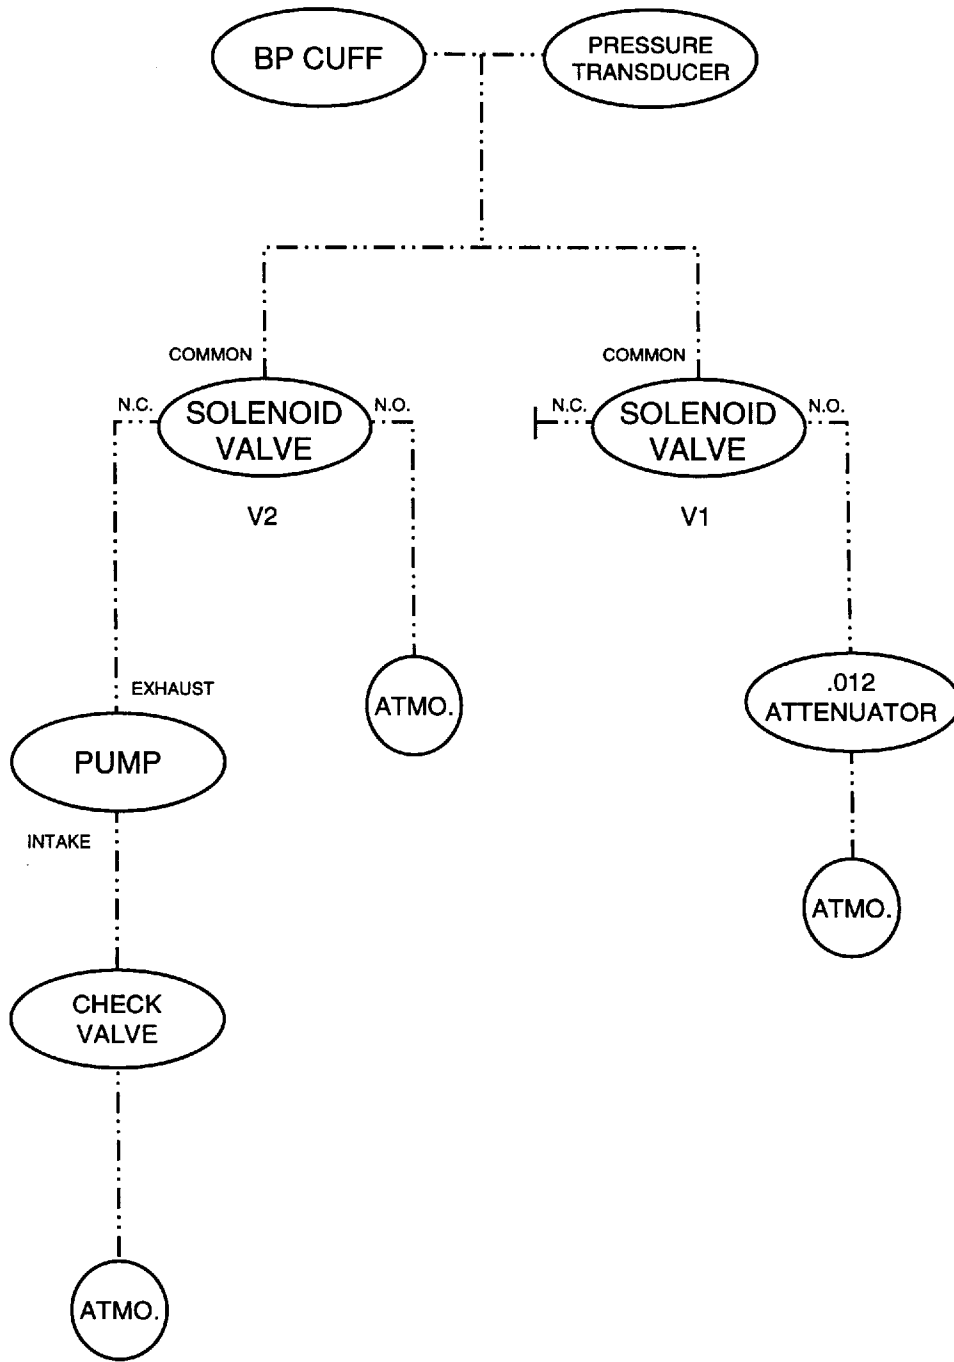 BP CUFF
PRESSURE
TRANSDUCER
COMMON
COMMON
N.C.
SOLENOID
VALVE
N.O.
N.C.
SOLENOID
VALVE
N.O.
V2
V1
EXHAUST
ATMO.
.012
ATTENUATOR
PUMP
INTAKE
ATMO.
CHECK
VALVE
ATMO.